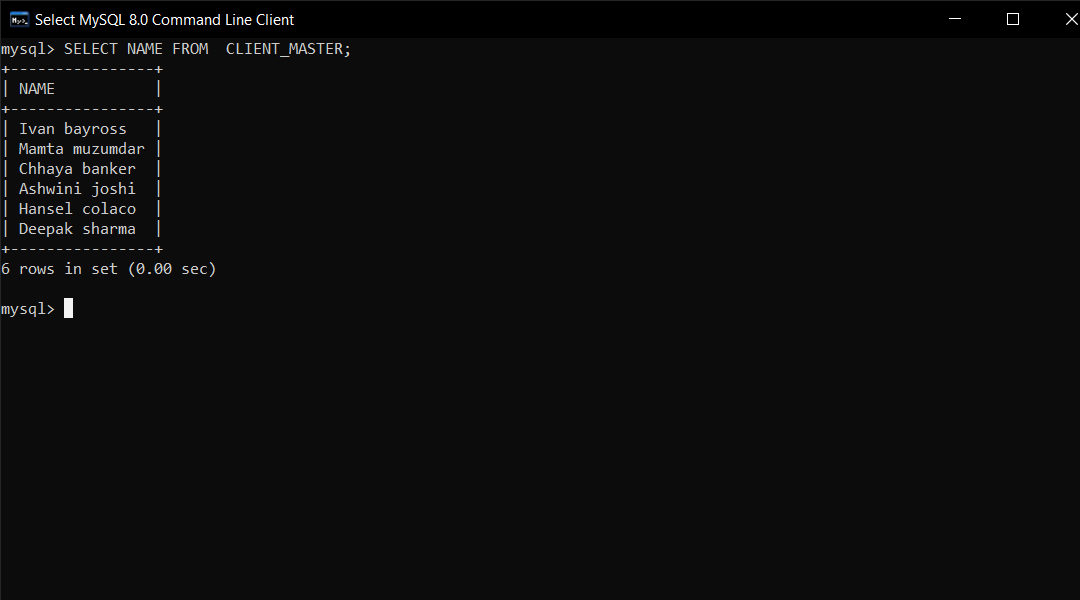 Select MySQL 8.0 Command Line Client
mysql> SELECT NAME FROM  CLIENT_MASTER;
+----------------+
| NAME           |
+----------------+
| Ivan bayross   |
| Mamta muzumdar |
| Chhaya banker  |
| Ashwini joshi  |
| Hansel colaco  |
| Deepak sharma  |
+----------------+
6 rows in set (0.00 sec)
mysql>